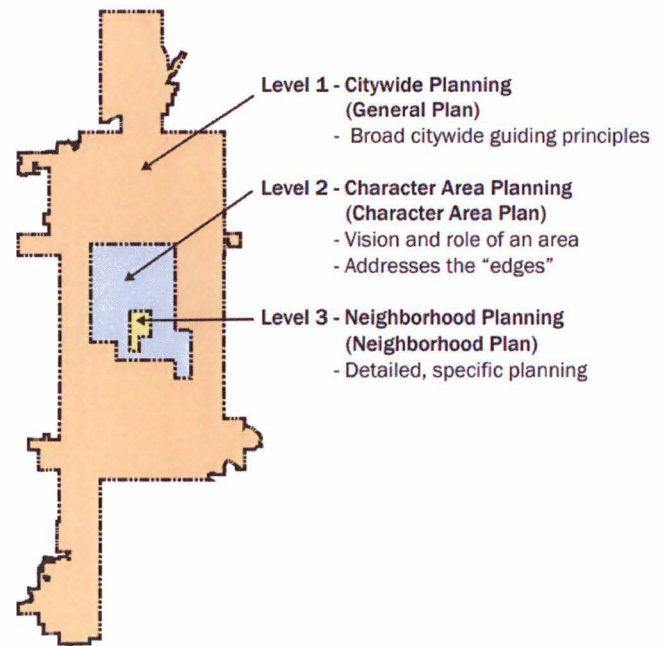 Level 1 - Citywide Planning
(General Plan)
- Broad citywide guiding principles
Level 2 - Character Area Planning
(Character Area Plan)
- Vision and role of an area
- Addresses the “edges”
Level 3 - Neighborhood Planning
(Neighborhood Plan)
- Detailed, specific planning